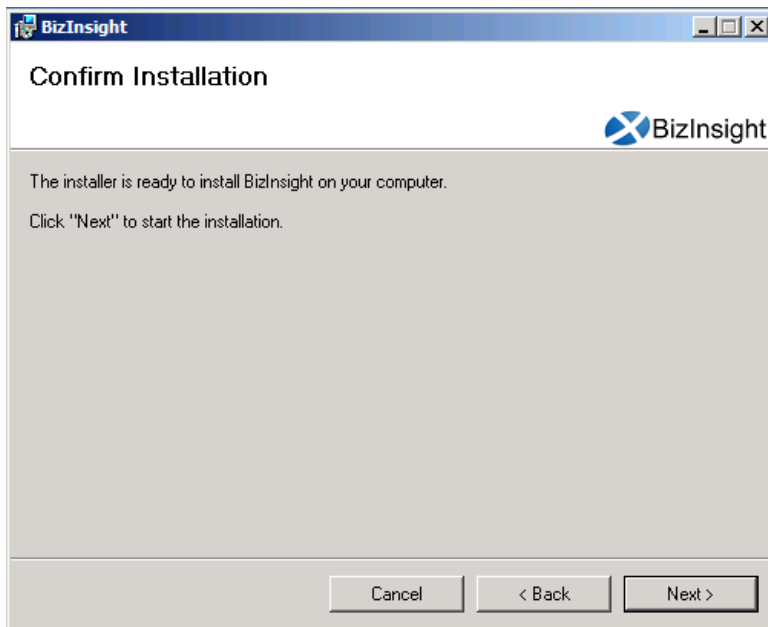 BizInsight
Confirm Installation
BizInsight
The installer is ready to install BizInsight on your computer.
Click "Next" to start the installation.
Cancel
< Back
Next >